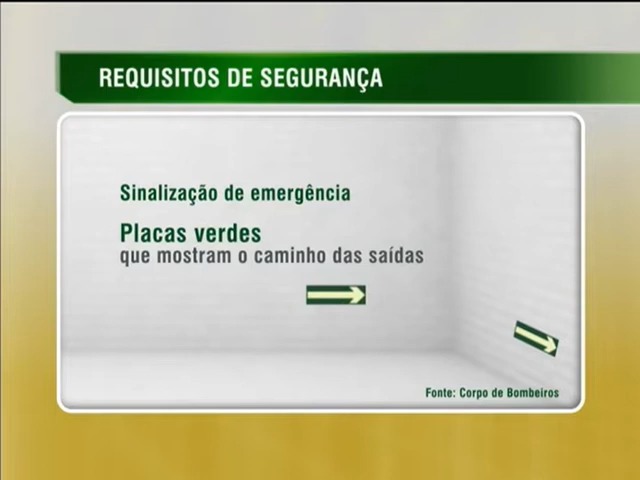 REQUISITOS DE SEGURANÇA
Sinalização de emergência
Placas verdes
que mostram o caminho das saídas
Fonte: Corpo de Bombeiros